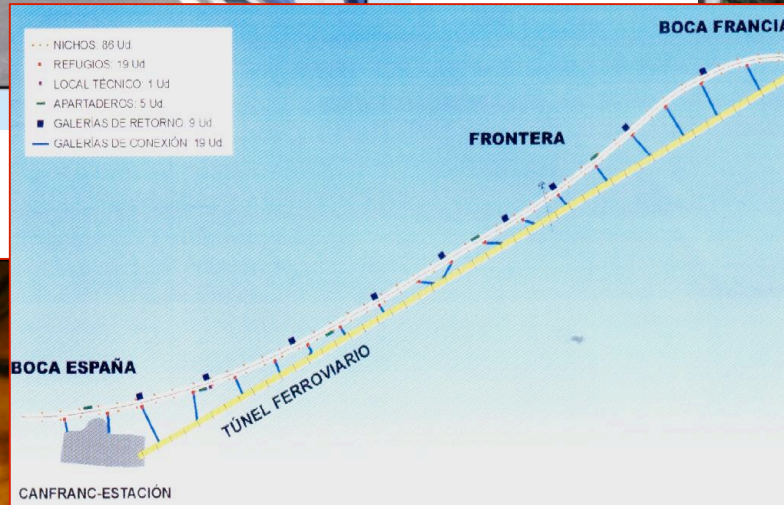 BOCA FRANCIA
NICHOS: 86 Ud.
REFUGIOS: 19 Ud.
LOCAL TÉCNICO: 1 Ud.
APARTADEROS: 5 Ud.
GALERÍAS DE RETORNO: 9 Ud.
GALERÍAS DE CONEXIÓN: 19 Ud.
FRONTERA
BOCA ESPAÑA
TÚNEL FERROVIARIO
CANFRANC-ESTACIÓN